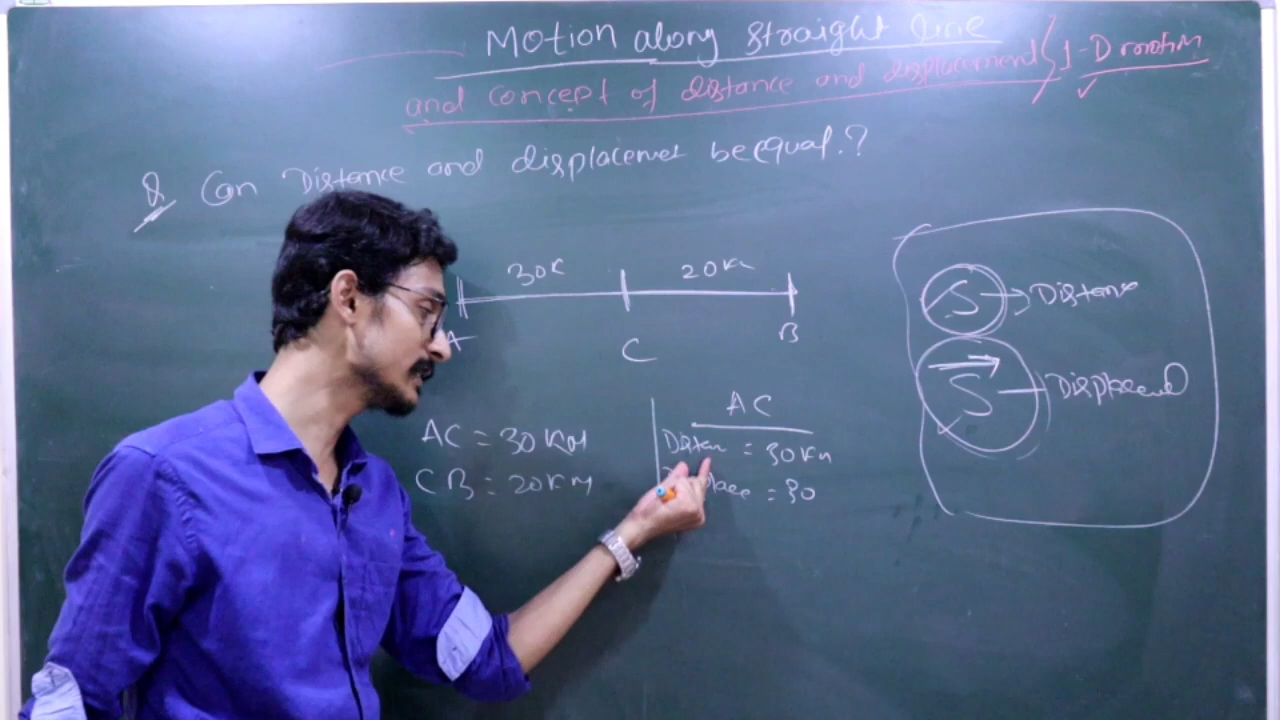 Motion along straight line
and concept of distance and displacement } 1-D motion
Q Can Distance and displacemet be equal.?
30K 20Km
A C B
S → Distance
S Displacement
AC
AC = 30 KM
Distan = 30 Km
CB = 20 KM
= 30